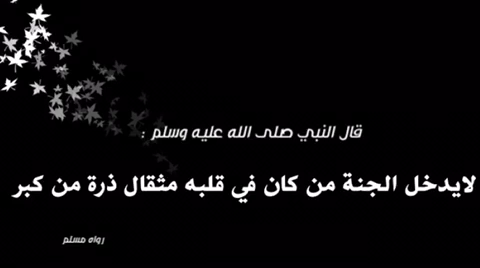 قال النبي صلى الله عليه وسلم :
لايدخل الجنة من كان في قلبه مثقال ذرة من كبر
رواه مسلم